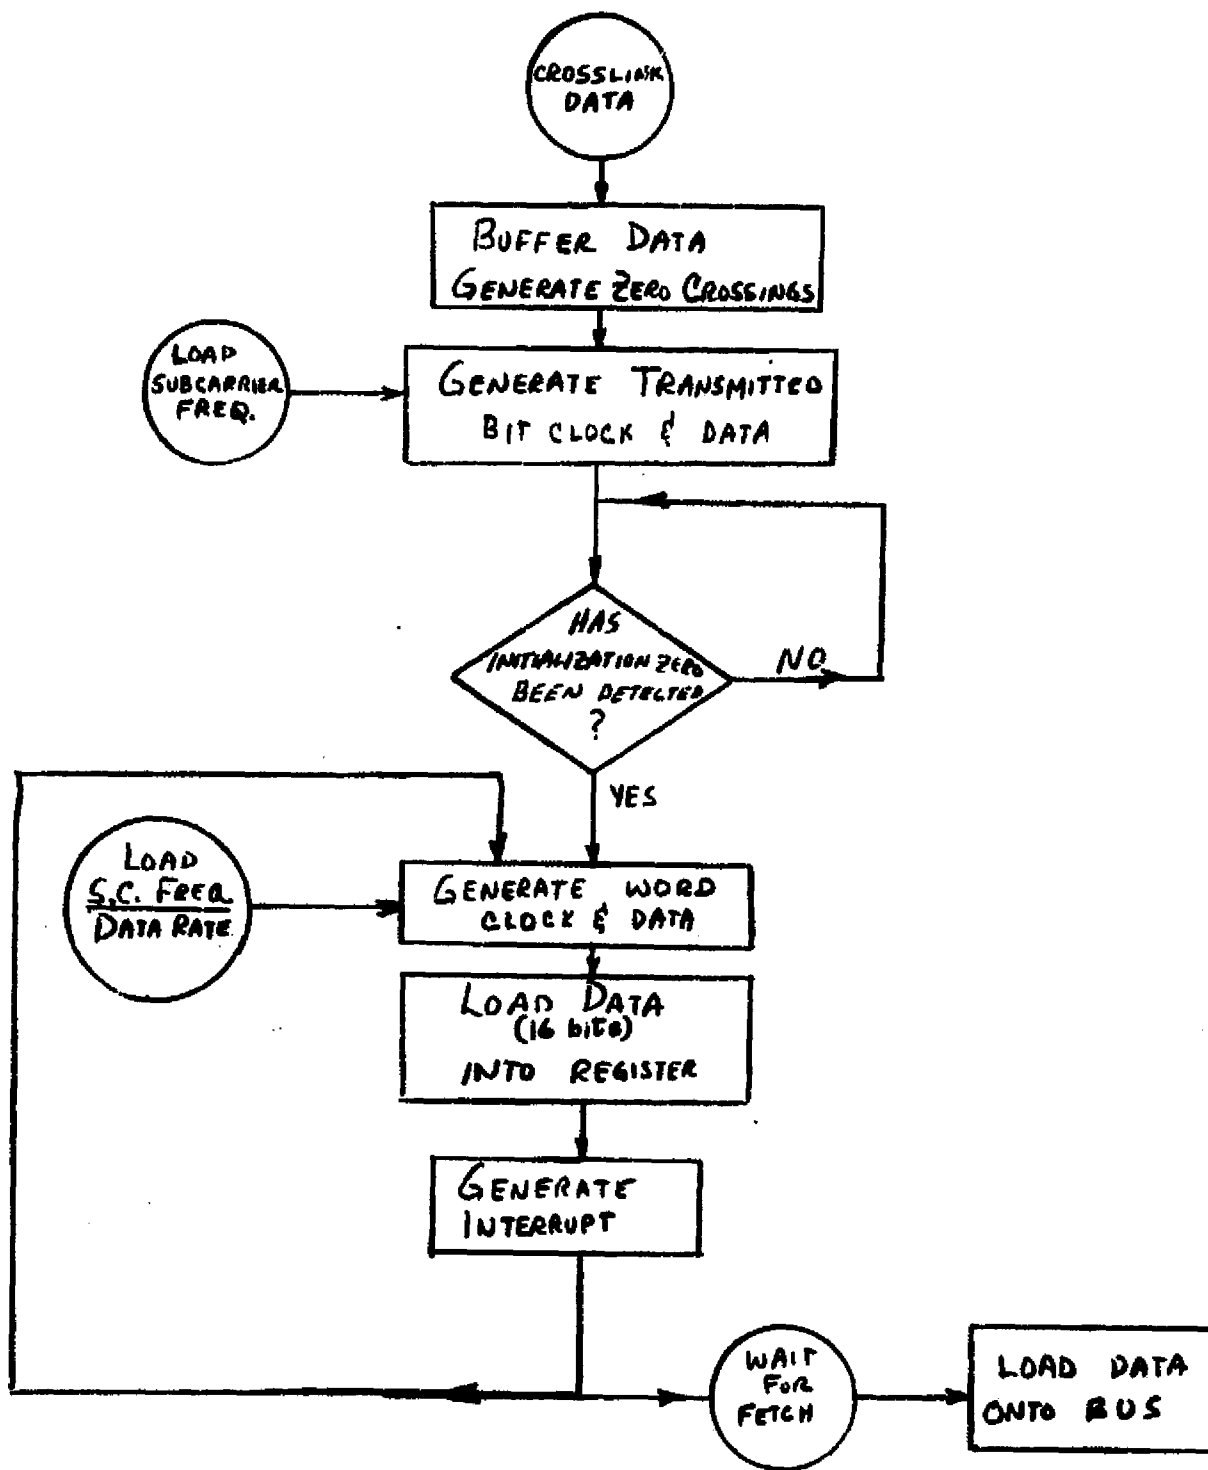 CROSSLINK
DATA
BUFFER DATA
GENERATE ZERO CROSSINGS
LOAD
SUBCARRIER
FREQ.
GENERATE TRANSMITTED
BIT CLOCK & DATA
HAS
INITIALIZATION ZERO
BEEN DETECTED
?
NO
YES
LOAD
S.C. FREQ
DATA RATE
GENERATE WORD
CLOCK & DATA
LOAD DATA
(16 bits)
INTO REGISTER
GENERATE
INTERRUPT
WAIT
FOR
FETCH
LOAD DATA
ONTO BUS